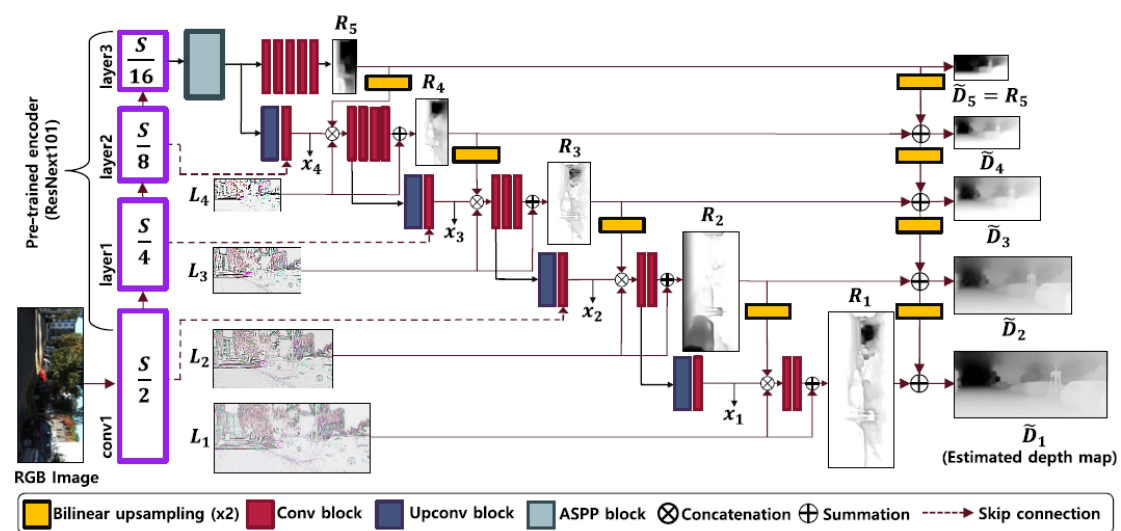 Pre-trained encoder
(ResNext101)
layer3
S/16
layer2
S/8
layer1
S/4
conv1
S/2
RGB Image
R₅
R₄
R₃
R₂
R₁
x₄
x₃
x₂
x₁
L₄
L₃
L₂
L₁
D̃₅ = R₅
D̃₄
D̃₃
D̃₂
D̃₁
(Estimated depth map)
Bilinear upsampling (x2) Conv block Upconv block ASPP block Concatenation Summation Skip connection